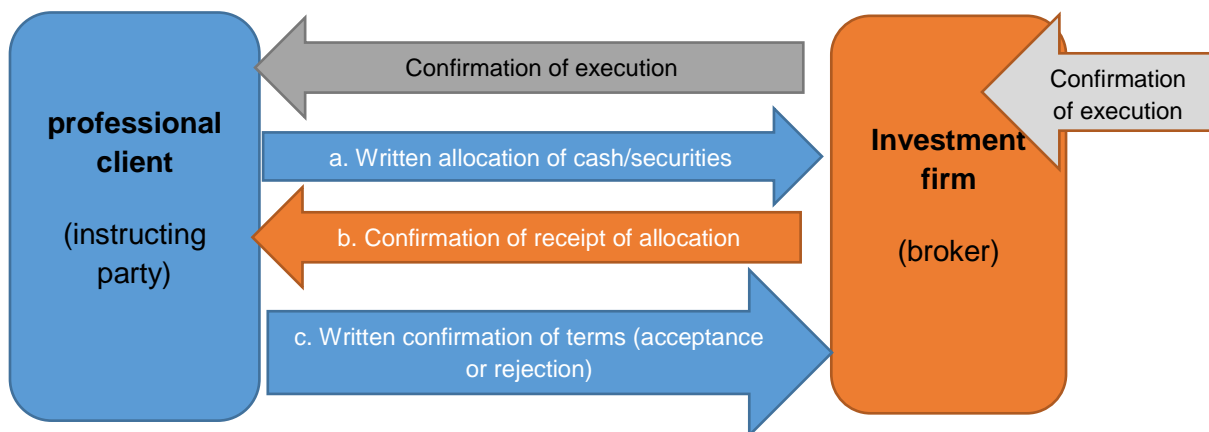 professional
client
(instructing
party)
Confirmation of execution
a. Written allocation of cash/securities
b. Confirmation of receipt of allocation
c. Written confirmation of terms (acceptance
or rejection)
Investment
firm
(broker)
Confirmation
of execution